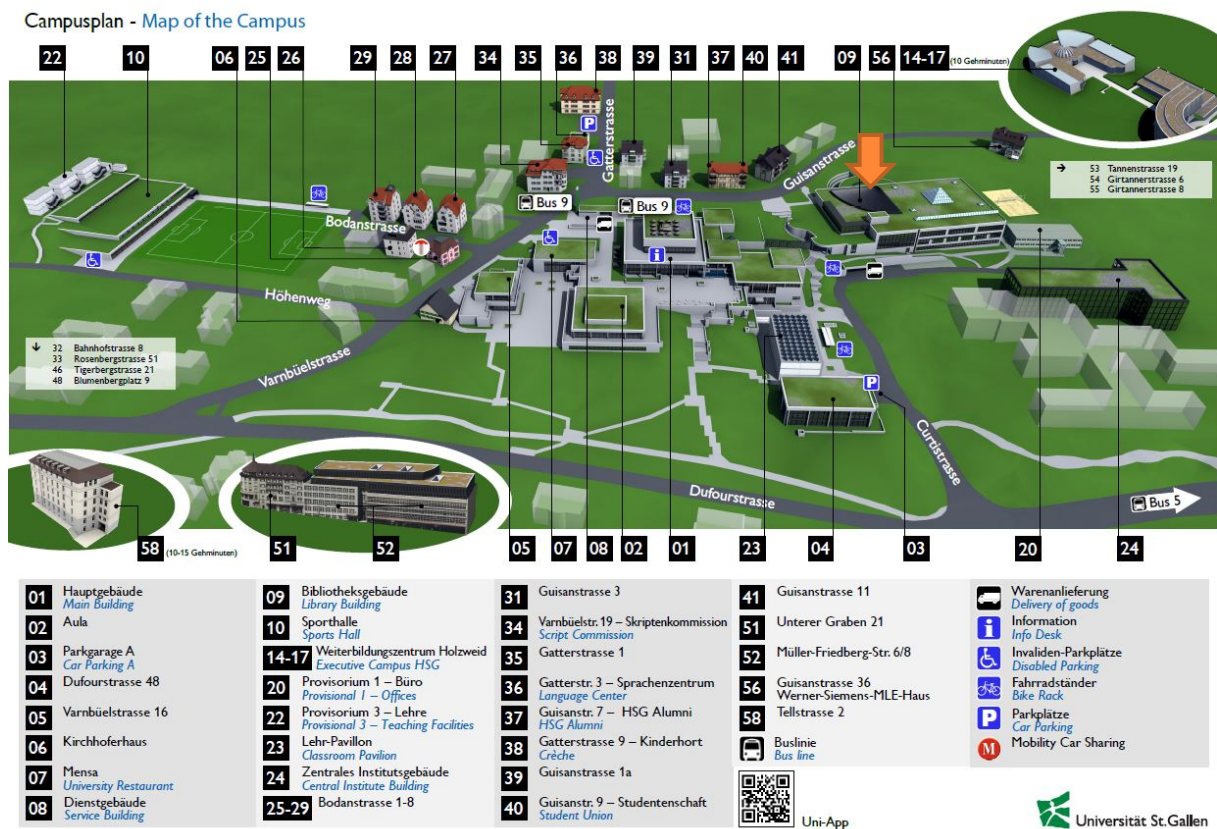 Campusplan - Map of the Campus
22 10 06 25 26 29 28 27 34 35 36 38 39 31 37 40 41 09 56 14-17 (10 Gehminuten)
Gatterstrasse
Guisanstrasse
→ 53 Tannenstrasse 19
54 Girtannerstrasse 6
55 Girtannerstrasse 8
P
Bus 9
Bus 9
Bodanstrasse
i
Höhenweg
↓ 32 Bahnhofstrasse 8
33 Rosenbergstrasse 51
46 Tigerbergstrasse 21
48 Blumenbergplatz 9
Varnbüelstrasse
P
Curtistrasse
Dufourstrasse
Bus 5
58 (10-15 Gehminuten) 51 52 05 07 08 02 01 23 04 03 20 24
01 Hauptgebäude
Main Building
02 Aula
03 Parkgarage A
Car Parking A
04 Dufourstrasse 48
05 Varnbüelstrasse 16
06 Kirchhoferhaus
07 Mensa
University Restaurant
08 Dienstgebäude
Service Building
09 Bibliotheksgebäude
Library Building
10 Sporthalle
Sports Hall
14-17 Weiterbildungszentrum Holzweid
Executive Campus HSG
20 Provisorium 1 – Büro
Provisional 1 – Offices
22 Provisorium 3 – Lehre
Provisional 3 – Teaching Facilities
23 Lehr-Pavillon
Classroom Pavilion
24 Zentrales Institutsgebäude
Central Institute Building
25-29 Bodanstrasse 1-8
31 Guisanstrasse 3
34 Varnbüelstr. 19 – Skriptenkommission
Script Commission
35 Gatterstrasse 1
36 Gatterstr. 3 – Sprachenzentrum
Language Center
37 Guisanstr. 7 – HSG Alumni
HSG Alumni
38 Gatterstrasse 9 – Kinderhort
Crèche
39 Guisanstrasse 1a
40 Guisanstr. 9 – Studentenschaft
Student Union
41 Guisanstrasse 11
51 Unterer Graben 21
52 Müller-Friedberg-Str. 6/8
56 Guisanstrasse 36
Werner-Siemens-MLE-Haus
58 Tellstrasse 2
Buslinie
Bus line
Uni-App
Warenanlieferung
Delivery of goods
i Information
Info Desk
Invaliden-Parkplätze
Disabled Parking
Fahrradständer
Bike Rack
P Parkplätze
Car Parking
M Mobility Car Sharing
Universität St.Gallen